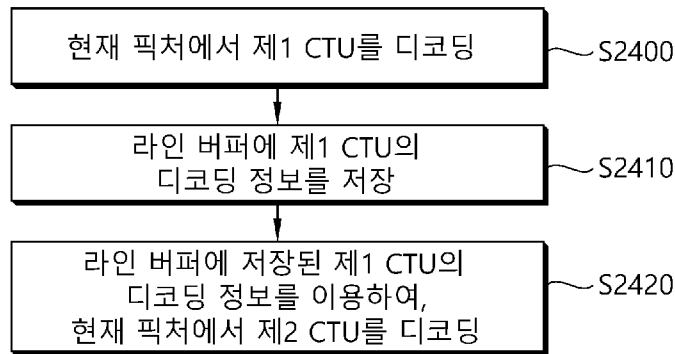 현재 픽처에서 제1 CTU를 디코딩
S2400
라인 버퍼에 제1 CTU의
디코딩 정보를 저장
S2410
라인 버퍼에 저장된 제1 CTU의
디코딩 정보를 이용하여,
현재 픽처에서 제2 CTU를 디코딩
S2420